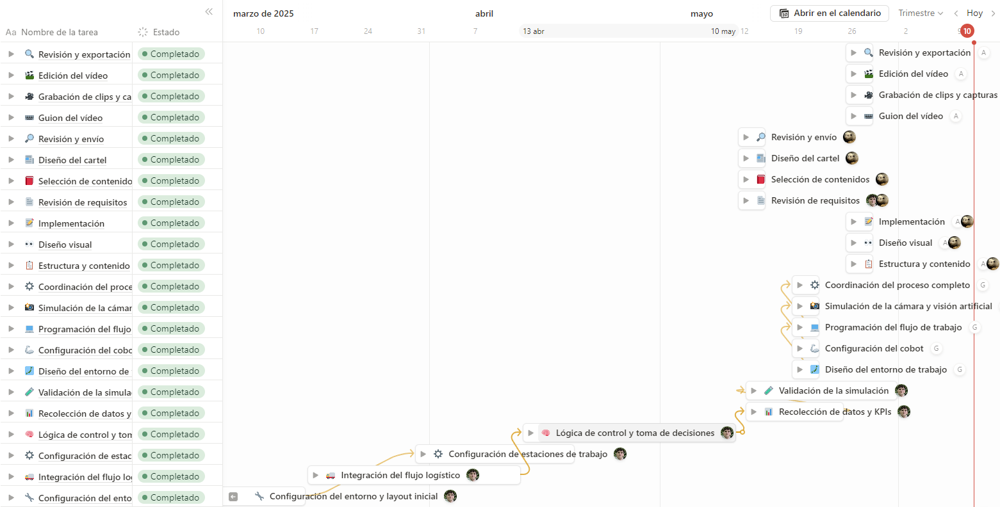 marzo de 2025 abril mayo Abrir en el calendario Trimestre Hoy
Aa Nombre de la tarea Estado 10 17 24 31 7 13 abr 10 may 12 19 26 2 10
Revisión y exportación Completado Revisión y exportación A
Edición del vídeo Completado Edición del vídeo A
Grabación de clips y ca Completado Grabación de clips y capturas
Guion del vídeo Completado Guion del vídeo A
Revisión y envío Completado Revisión y envío
Diseño del cartel Completado Diseño del cartel
Selección de contenido Completado Selección de contenidos
Revisión de requisitos Completado Revisión de requisitos
Implementación Completado Implementación A
Diseño visual Completado Diseño visual A
Estructura y contenido Completado Estructura y contenido A
Coordinación del proce Completado Coordinación del proceso completo G
Simulación de la cámar Completado Simulación de la cámara y visión artificial
Programación del flujo Completado Programación del flujo de trabajo G
Configuración del cobo Completado Configuración del cobot G
Diseño del entorno de Completado Diseño del entorno de trabajo G
Validación de la simula Completado Validación de la simulación
Recolección de datos y Completado Recolección de datos y KPIs
Lógica de control y tom Completado Lógica de control y toma de decisiones
Configuración de estac Completado Configuración de estaciones de trabajo
Integración del flujo lo Completado Integración del flujo logístico
Configuración del ento Completado Configuración del entorno y layout inicial